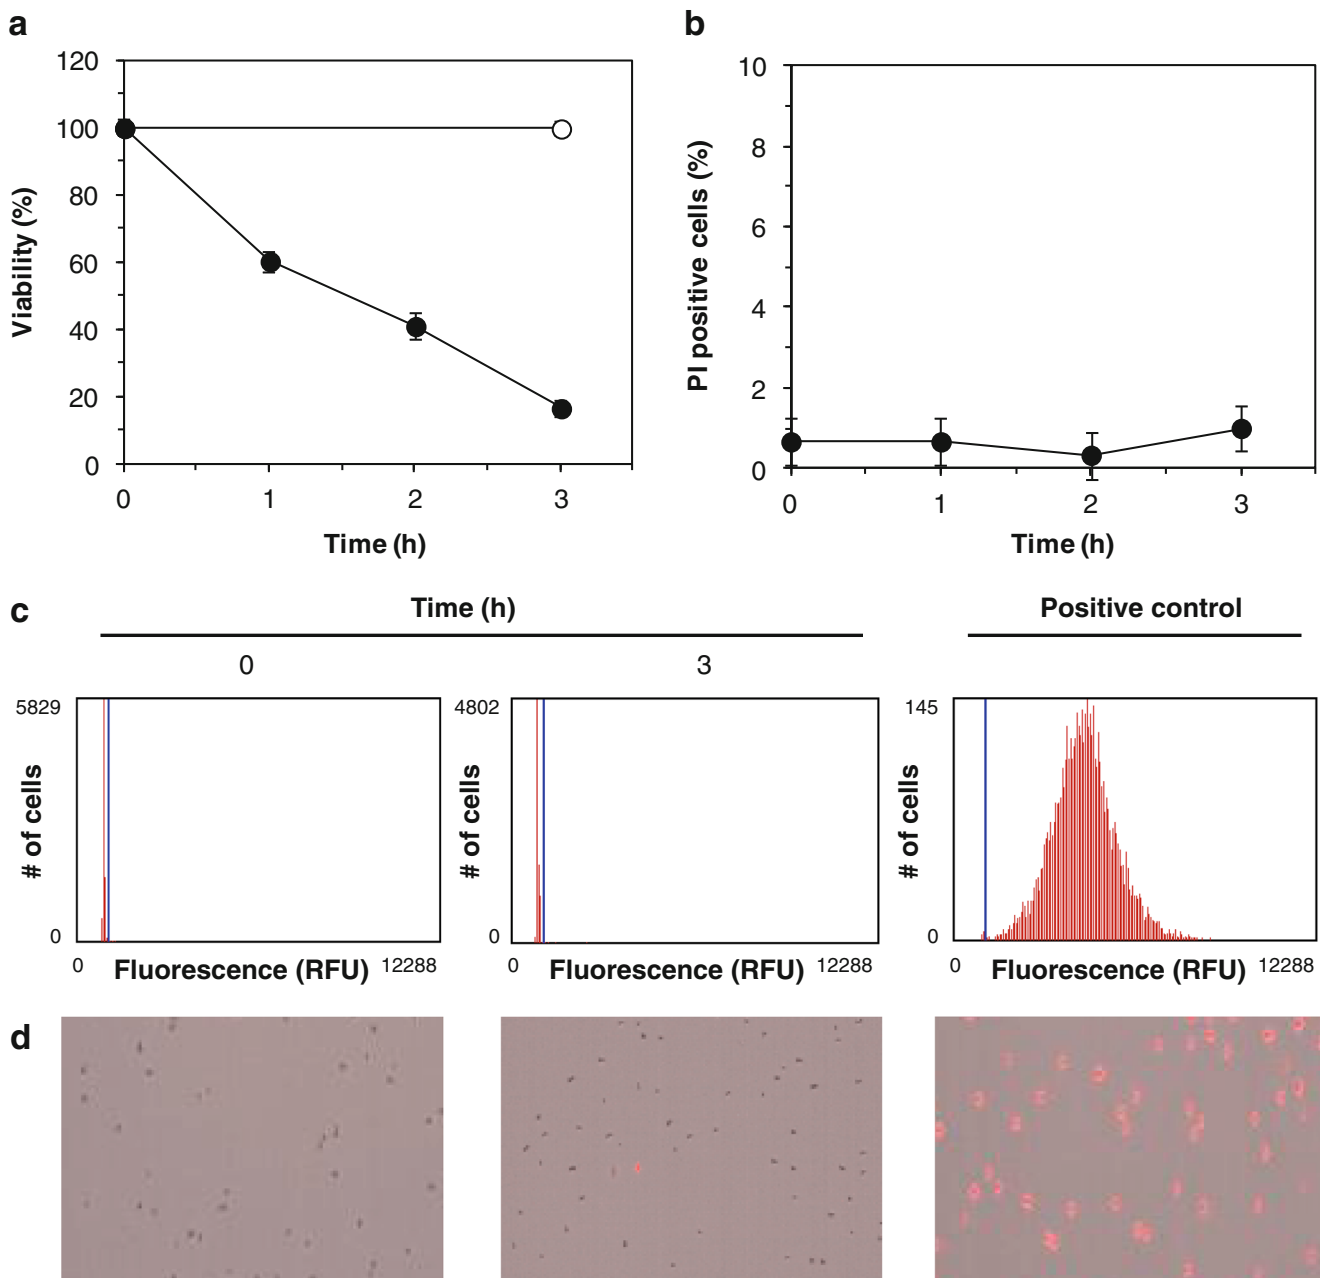 a
120
100
80
60
40
20
0
Viability (%)
0 1 2 3
Time (h)
b
10
8
6
4
2
0
PI positive cells (%)
0 1 2 3
Time (h)
c
Time (h)
Positive control
0
3
5829
0
# of cells
0 Fluorescence (RFU) 12288
4802
0
# of cells
0 Fluorescence (RFU) 12288
145
0
# of cells
0 Fluorescence (RFU) 12288
d